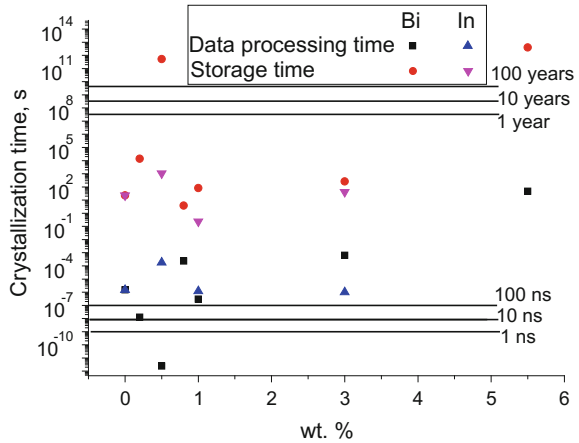 Bi In
Data processing time
Storage time
10^14
10^11
10^8
10^5
10^2
10^-1
10^-4
10^-7
10^-10
Crystallization time, s
100 years
10 years
1 year
100 ns
10 ns
1 ns
0 1 2 3 4 5 6
wt. %